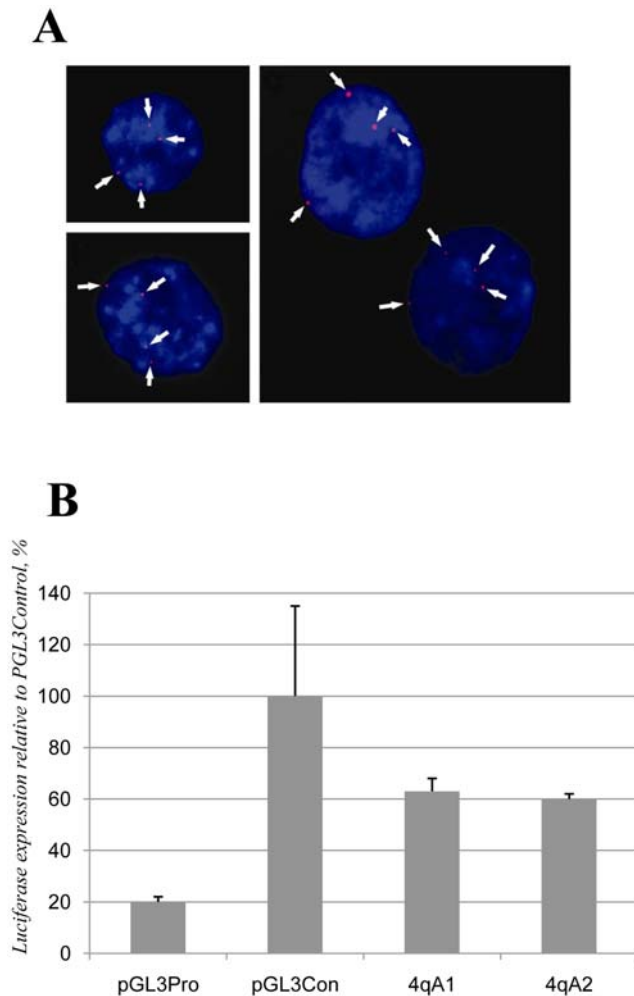 A
B
Luciferase expression relative to PGL3Control, %
140
120
100
80
60
40
20
0
pGL3Pro
pGL3Con
4qA1
4qA2